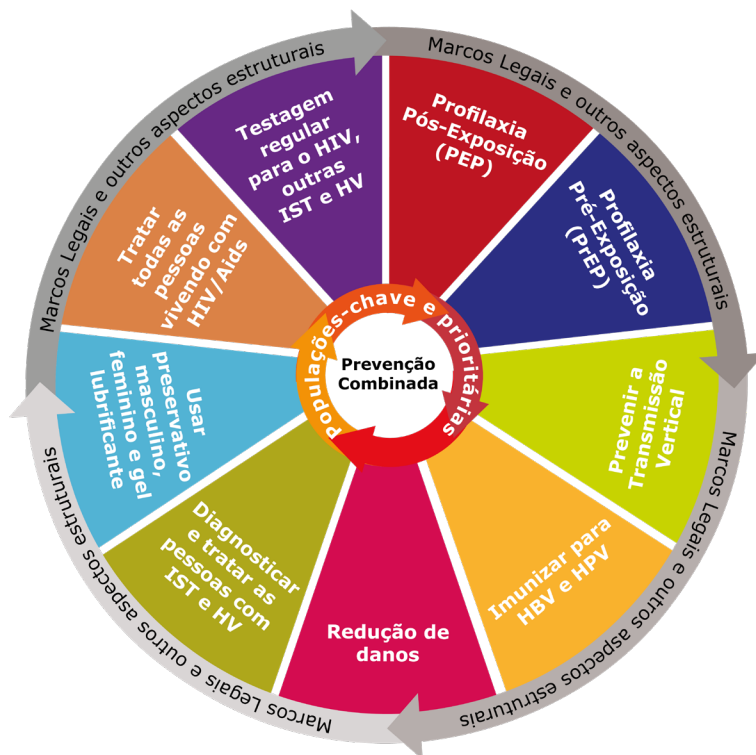 Marcos Legais e outros aspectos estruturais
Marcos Legais e outros aspectos estruturais
Marcos Legais e outros aspectos estruturais
Marcos Legais e outros aspectos estruturais
Profilaxia
Pós-Exposição
(PEP)
Profilaxia
Pré-Exposição
(PrEP)
Prevenir a
Transmissão
Vertical
Imunizar para
HBV e HPV
Redução de
danos
Diagnosticar
e tratar as
pessoas com
IST e HV
Usar
preservativo
masculino,
feminino e gel
lubrificante
Tratar
todas as
pessoas
vivendo com
HIV/Aids
Testagem
regular
para o HIV,
outras
IST e HV
Populações-chave e prioritárias
Prevenção
Combinada